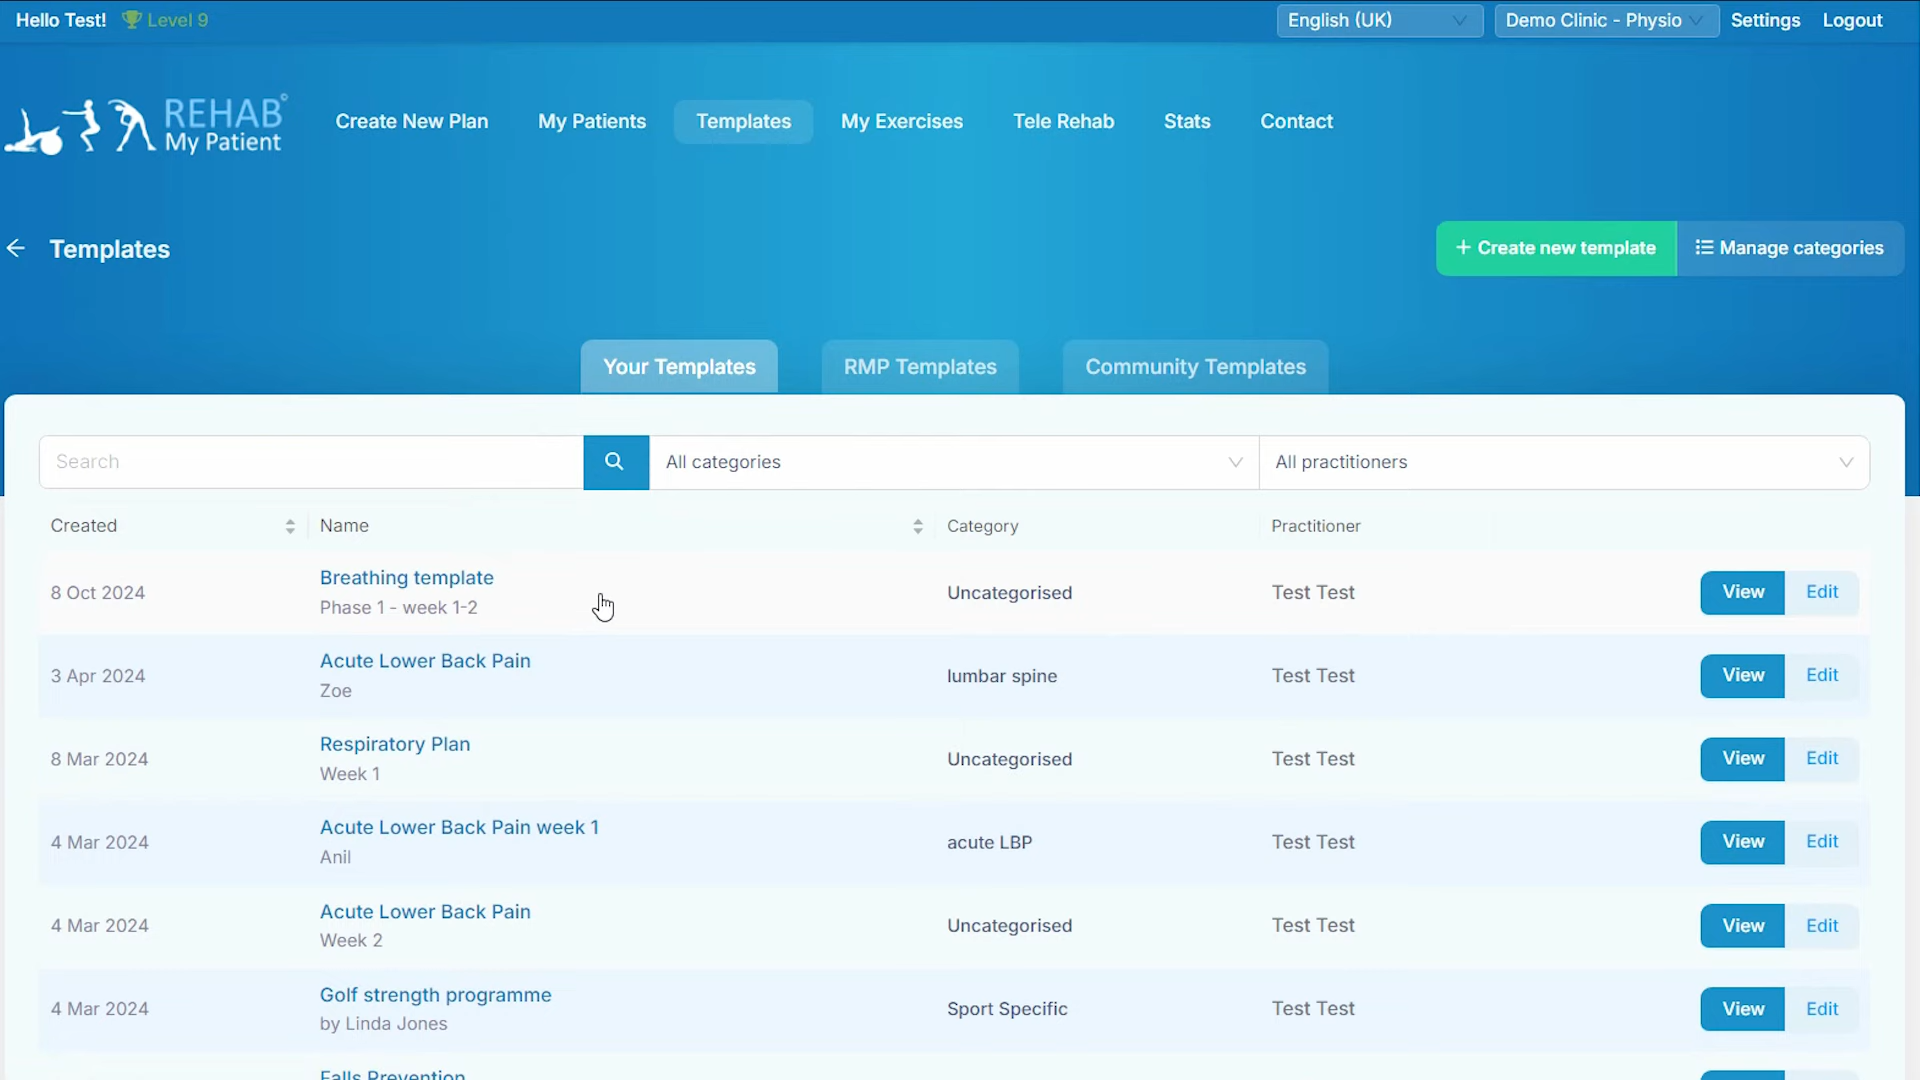 Hello Test! Level 9 English (UK) Demo Clinic - Physio Settings Logout
REHAB©
My Patient
Create New Plan My Patients Templates My Exercises Tele Rehab Stats Contact
Templates + Create new template Manage categories
Your Templates RMP Templates Community Templates
Search All categories All practitioners
Created Name Category Practitioner
8 Oct 2024 Breathing template Uncategorised Test Test View Edit
Phase 1 - week 1-2
3 Apr 2024 Acute Lower Back Pain lumbar spine Test Test View Edit
Zoe
8 Mar 2024 Respiratory Plan Uncategorised Test Test View Edit
Week 1
4 Mar 2024 Acute Lower Back Pain week 1 acute LBP Test Test View Edit
Anil
4 Mar 2024 Acute Lower Back Pain Uncategorised Test Test View Edit
Week 2
4 Mar 2024 Golf strength programme Sport Specific Test Test View Edit
by Linda Jones
Falls Prevention